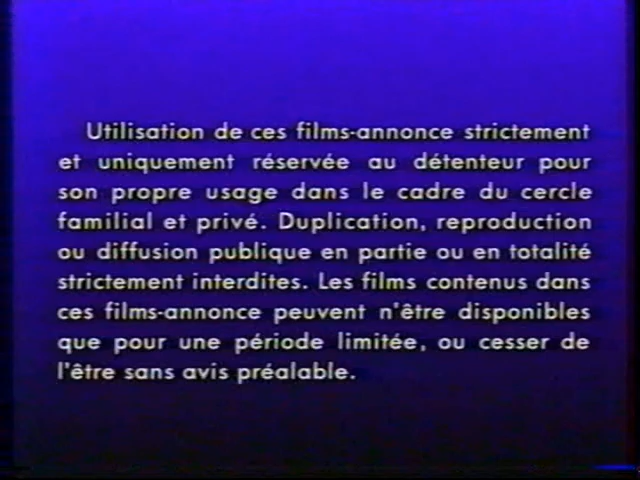 Utilisation de ces films-annonce strictement
et uniquement réservée au détenteur pour
son propre usage dans le cadre du cercle
familial et privé. Duplication, reproduction
ou diffusion publique en partie ou en totalité
strictement interdites. Les films contenus dans
ces films-annonce peuvent n'être disponibles
que pour une période limitée, ou cesser de
l'être sans avis préalable.